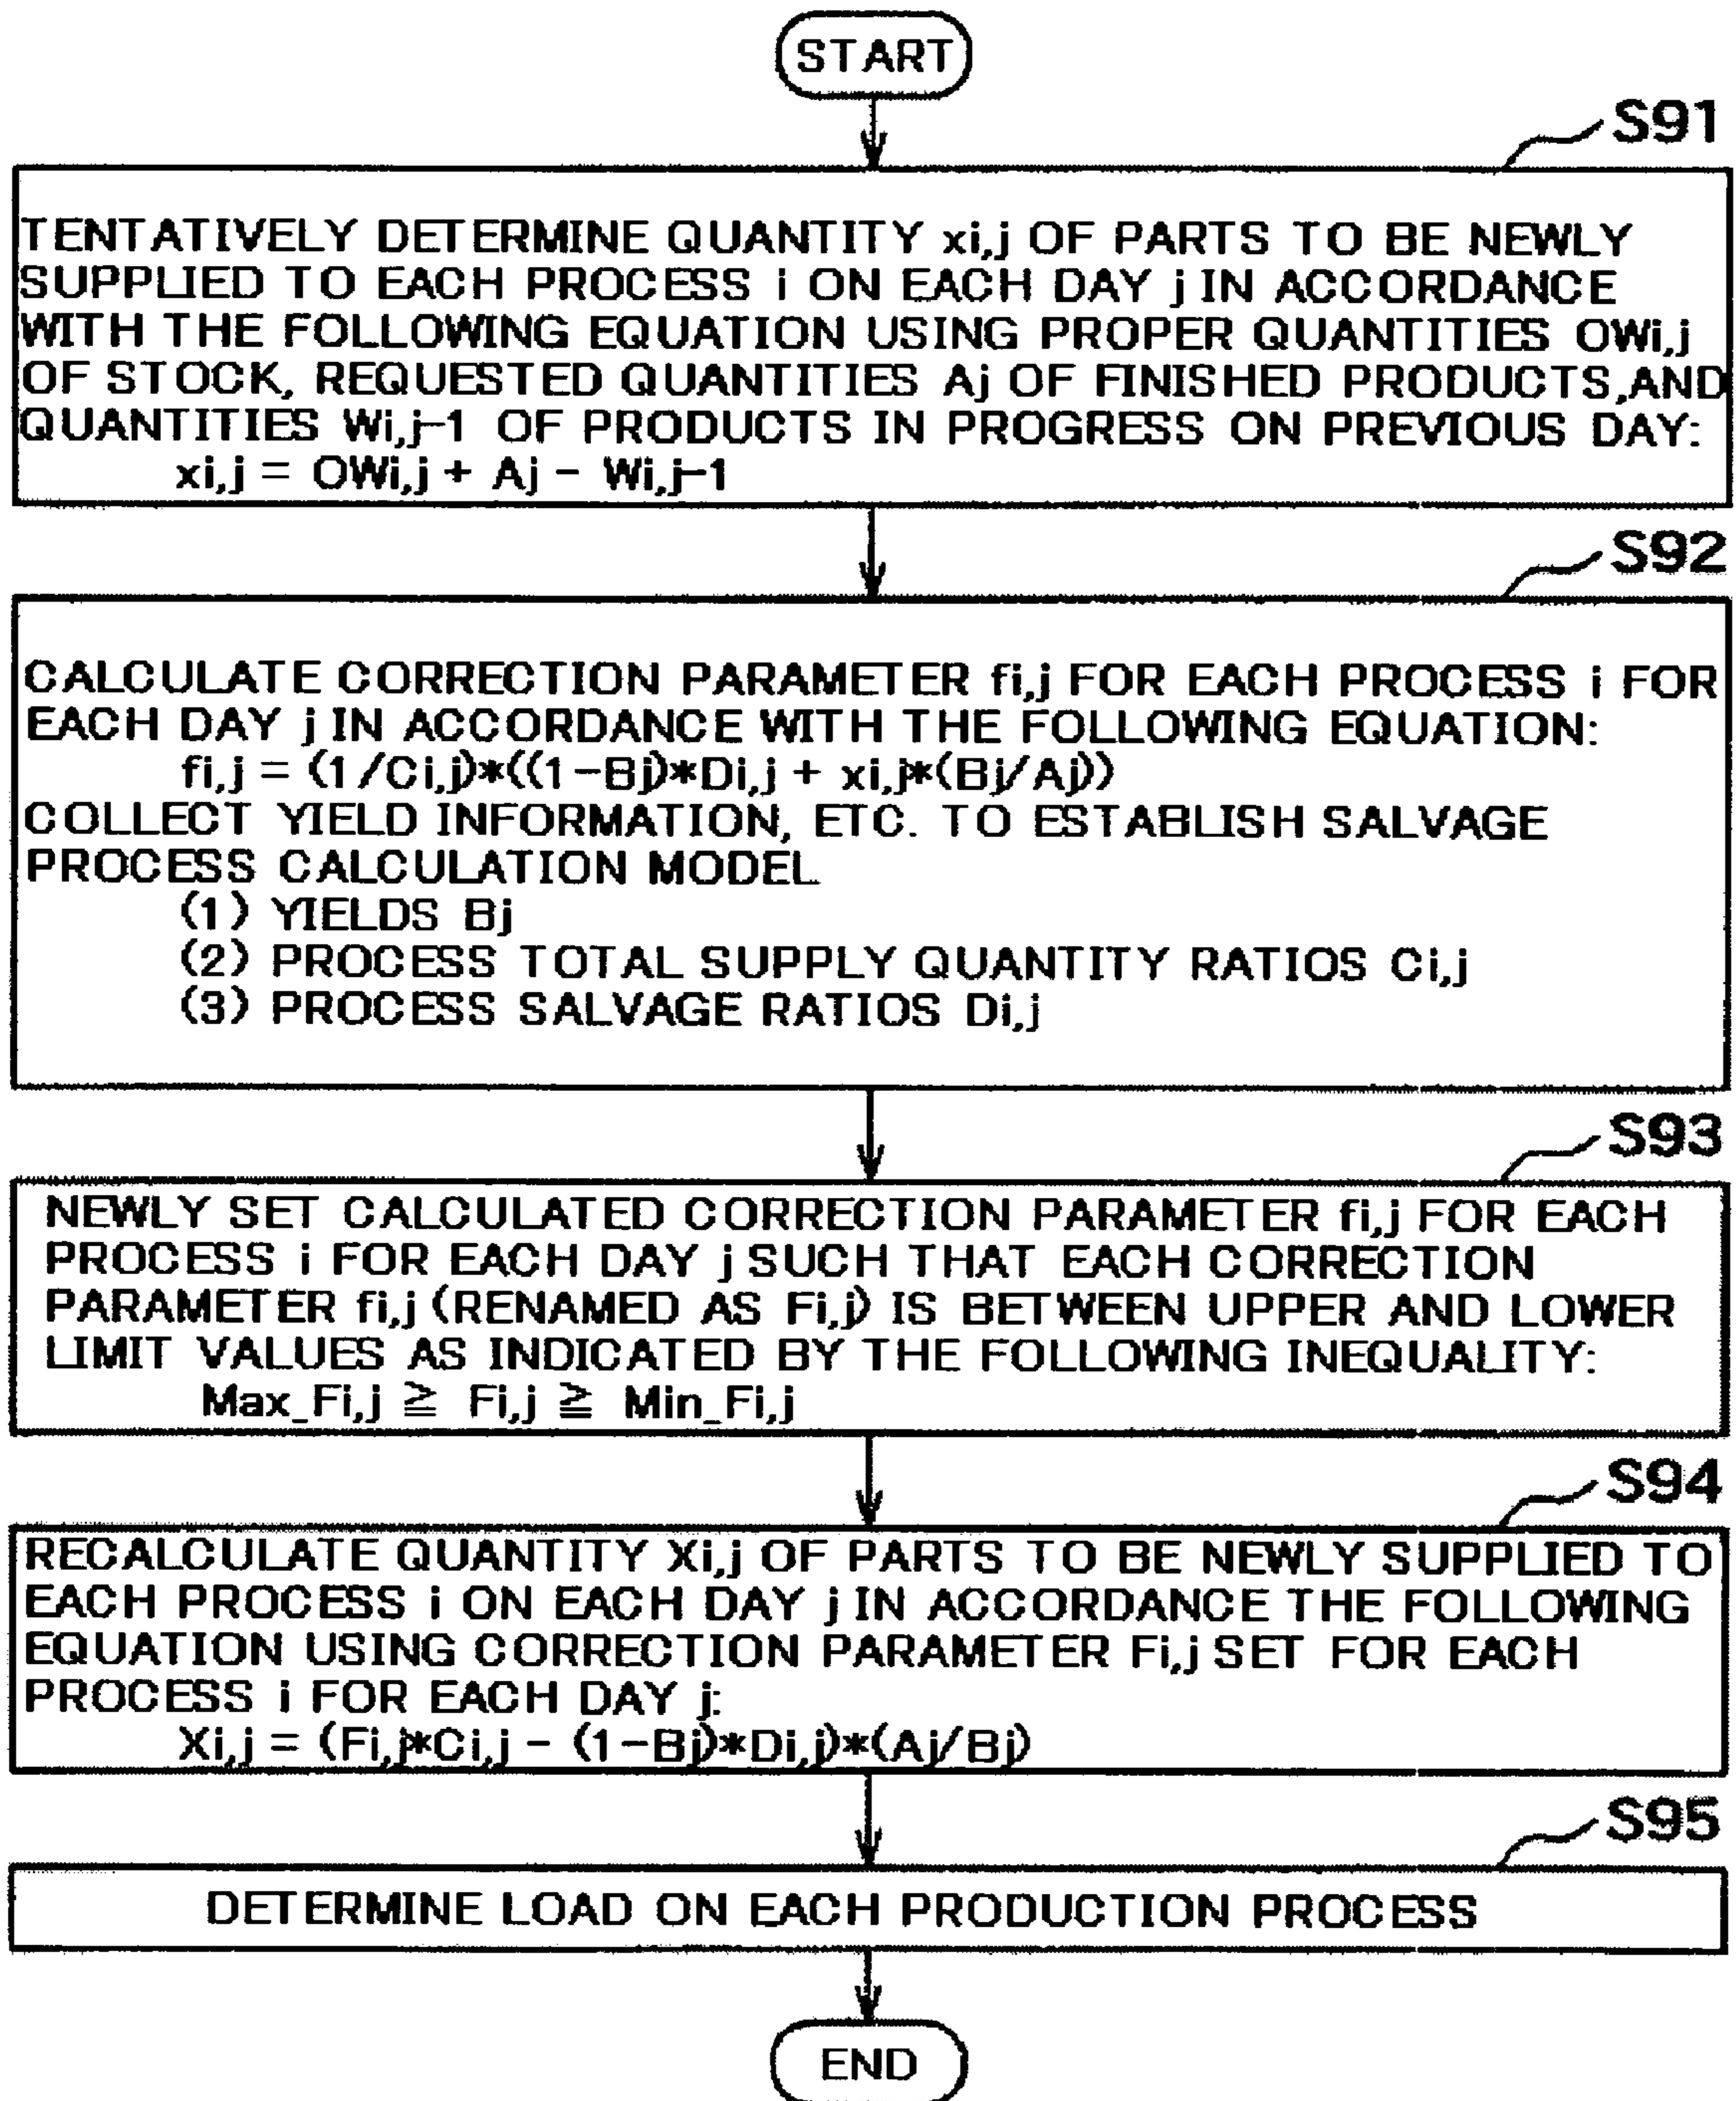 START
S91
TENTATIVELY DETERMINE QUANTITY xi,j OF PARTS TO BE NEWLY
SUPPLIED TO EACH PROCESS i ON EACH DAY j IN ACCORDANCE
WITH THE FOLLOWING EQUATION USING PROPER QUANTITIES OWi,j
OF STOCK, REQUESTED QUANTITIES Aj OF FINISHED PRODUCTS,AND
QUANTITIES Wi,j-1 OF PRODUCTS IN PROGRESS ON PREVIOUS DAY:
xi,j = OWi,j + Aj - Wi,j-1
S92
CALCULATE CORRECTION PARAMETER fi,j FOR EACH PROCESS i FOR
EACH DAY j IN ACCORDANCE WITH THE FOLLOWING EQUATION:
fi,j = (1/Ci,j)*((1-Bj)*Di,j + xi,j*(Bj/Aj))
COLLECT YIELD INFORMATION, ETC. TO ESTABLISH SALVAGE
PROCESS CALCULATION MODEL
(1) YIELDS Bj
(2) PROCESS TOTAL SUPPLY QUANTITY RATIOS Ci,j
(3) PROCESS SALVAGE RATIOS Di,j
S93
NEWLY SET CALCULATED CORRECTION PARAMETER fi,j FOR EACH
PROCESS i FOR EACH DAY j SUCH THAT EACH CORRECTION
PARAMETER fi,j (RENAMED AS Fi,j) IS BETWEEN UPPER AND LOWER
LIMIT VALUES AS INDICATED BY THE FOLLOWING INEQUALITY:
Max_Fi,j ≧ Fi,j ≧ Min_Fi,j
S94
RECALCULATE QUANTITY Xi,j OF PARTS TO BE NEWLY SUPPLIED TO
EACH PROCESS i ON EACH DAY j IN ACCORDANCE THE FOLLOWING
EQUATION USING CORRECTION PARAMETER Fi,j SET FOR EACH
PROCESS i FOR EACH DAY j:
Xi,j = (Fi,j*Ci,j - (1-Bj)*Di,j)*(Aj/Bj)
S95
DETERMINE LOAD ON EACH PRODUCTION PROCESS
END